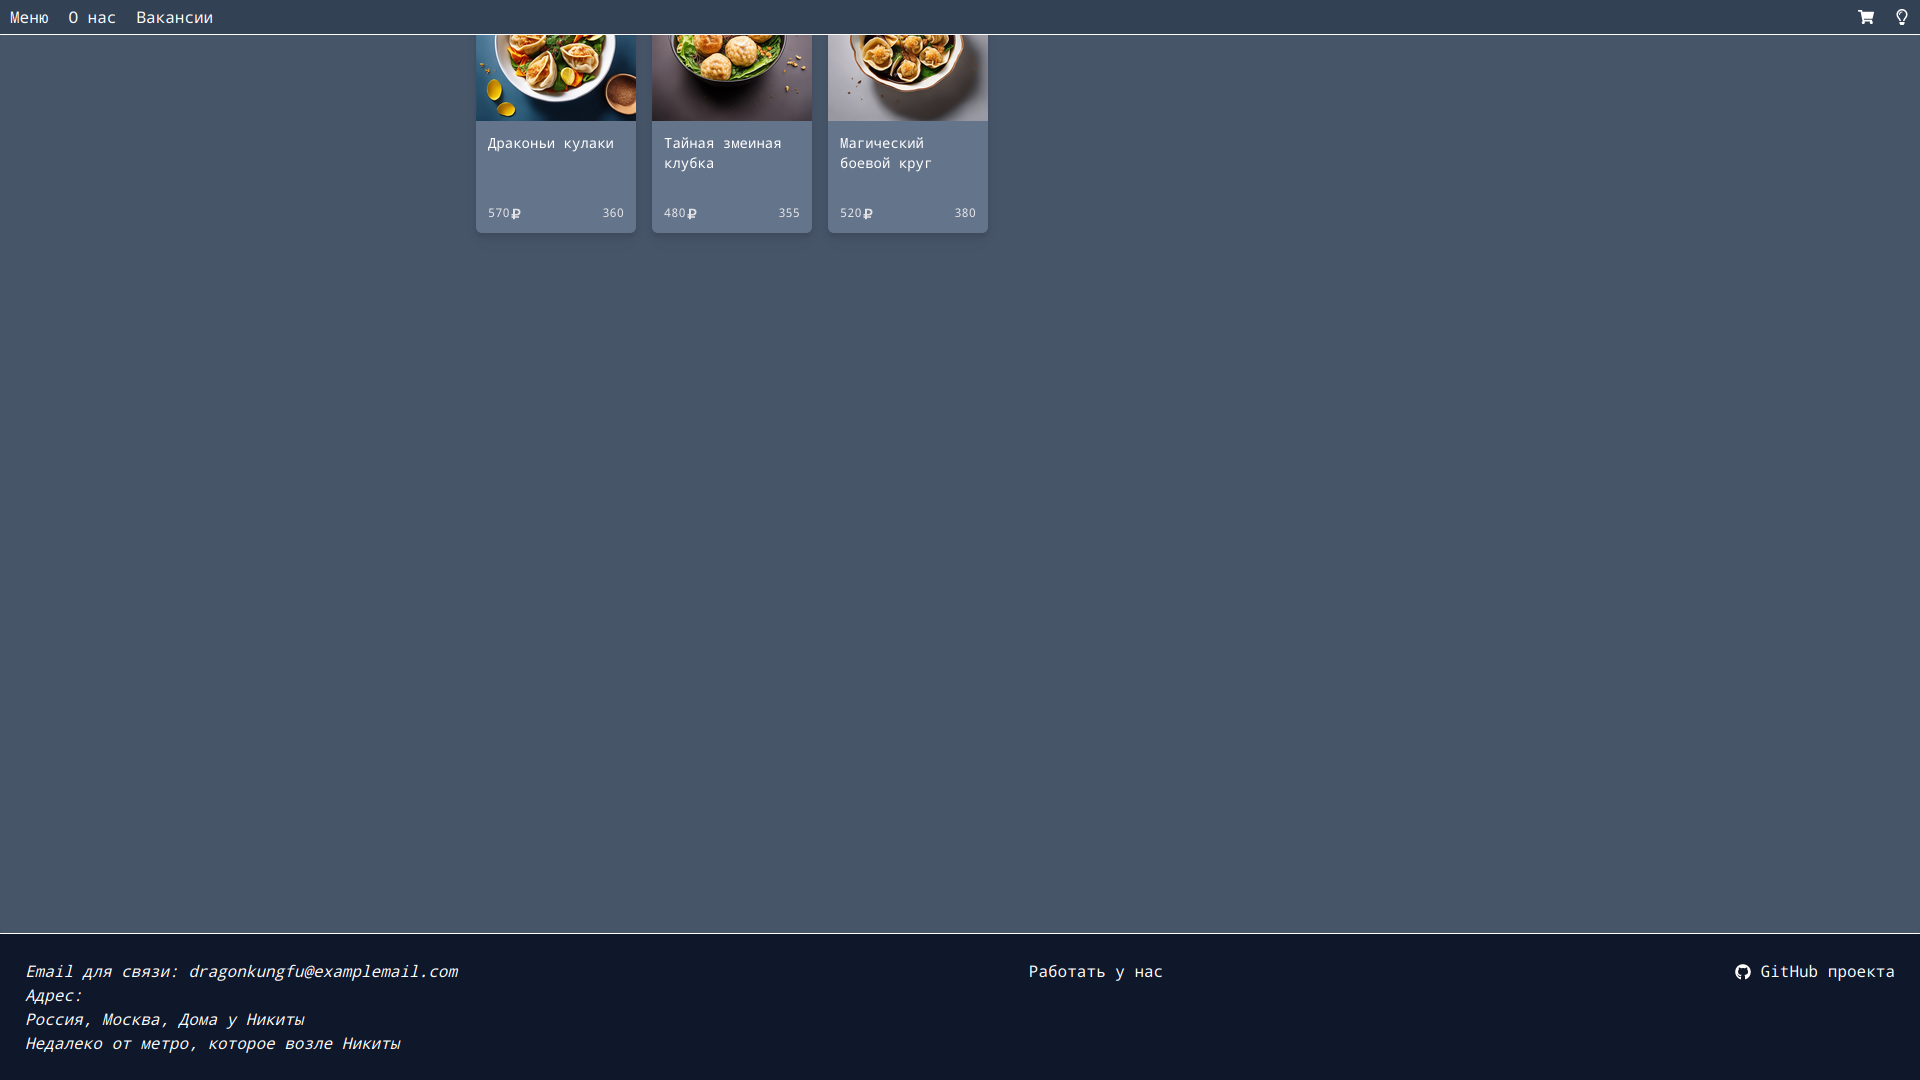 Меню О нас Вакансии
Драконьи кулаки
570₽ 360
Тайная змеиная
клубка
480₽ 355
Магический
боевой круг
520₽ 380
Email для связи: dragonkungfu@examplemail.com
Адрес:
Россия, Москва, Дома у Никиты
Недалеко от метро, которое возле Никиты
Работать у нас
GitHub проекта